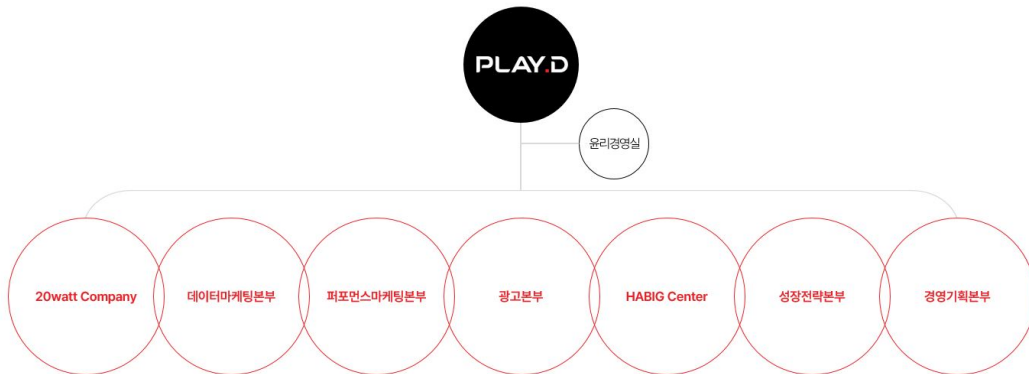 PLAY.D
윤리경영실
20watt Company
데이터마케팅본부
퍼포먼스마케팅본부
광고본부
HABIG Center
성장전략본부
경영기획본부